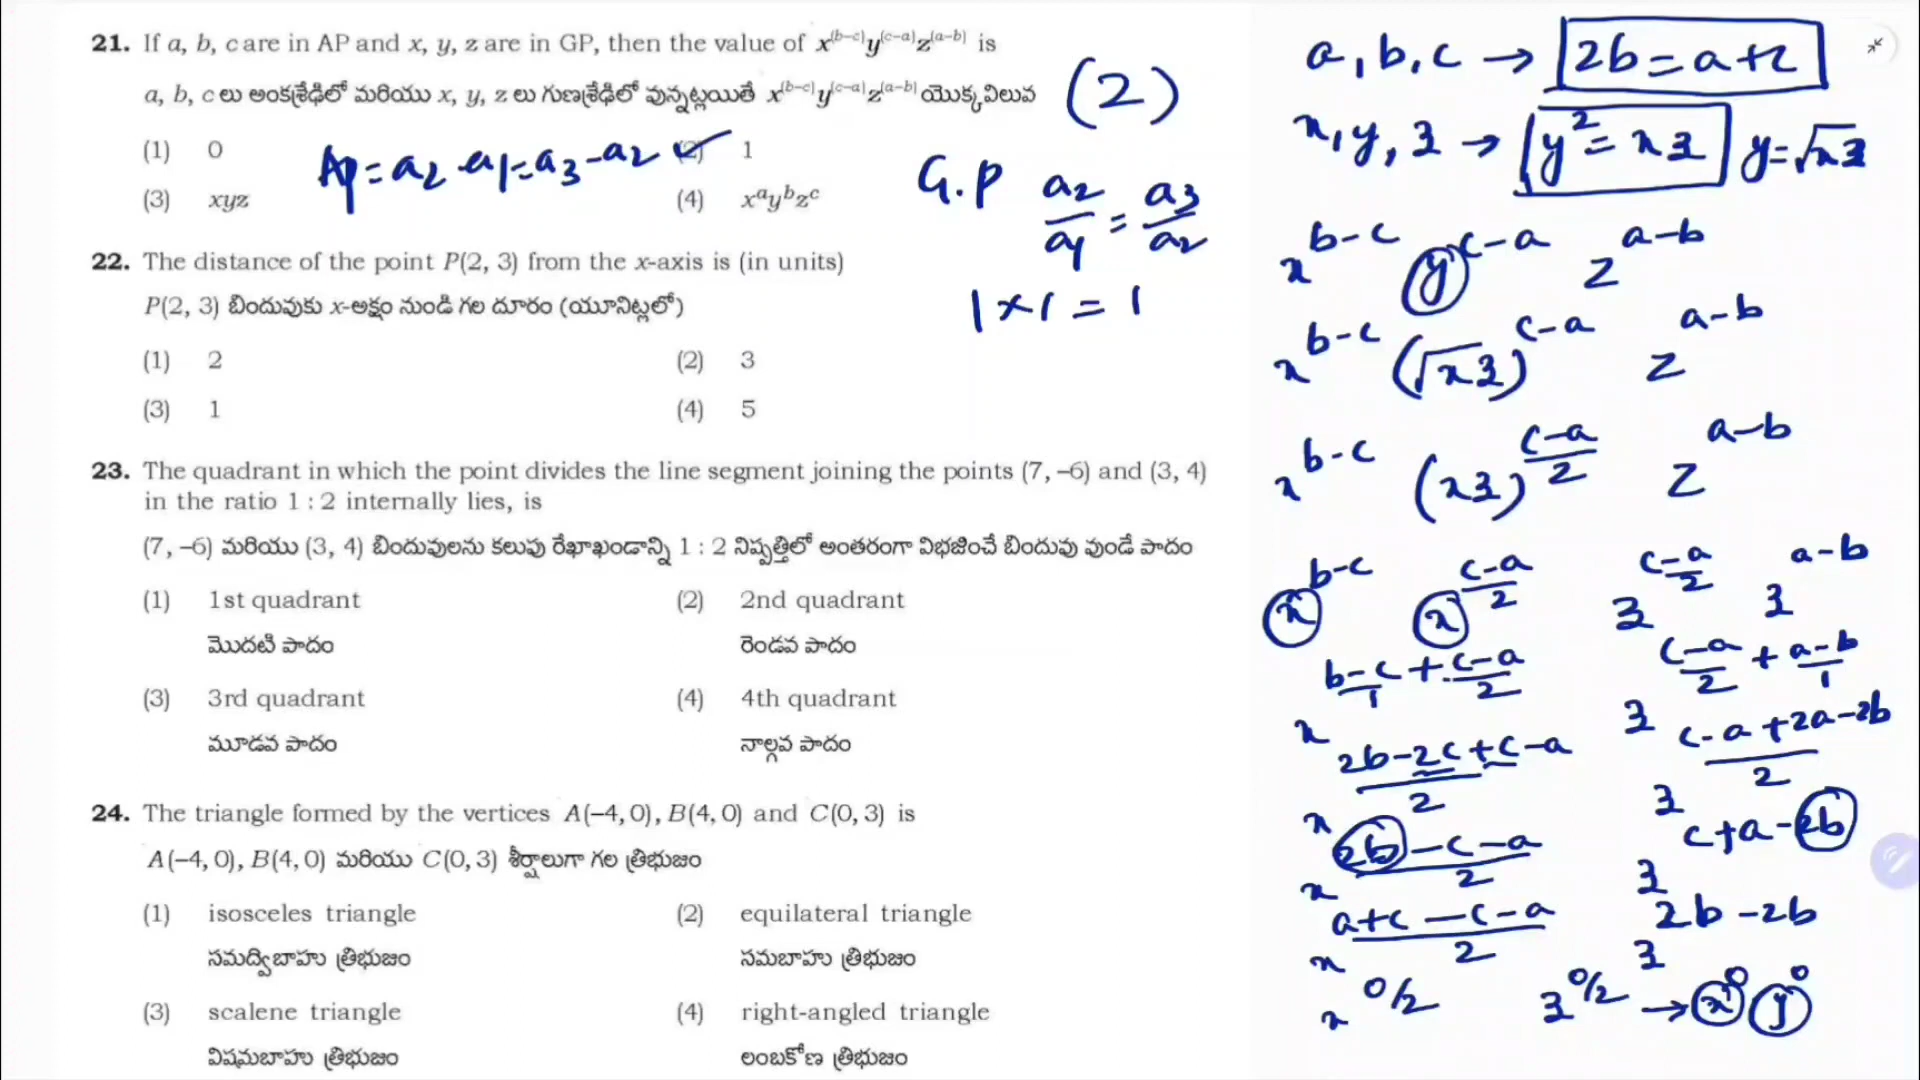 21. If a, b, c are in AP and x, y, z are in GP, then the value of x^(b–c) y^(c–a) z^(a–b) is
a, b, c లు అంకశ్రేఢిలో మరియు x, y, z లు గుణశ్రేఢిలో వున్నట్లయితే x^(b–c) y^(c–a) z^(a–b) యొక్క విలువ (2)
(1) 0 (2) 1
AP = a2 - a1 = a3 - a2 ✓
(3) xyz (4) x^a y^b z^c
G.P a2/a1 = a3/a2
1 × 1 = 1
22. The distance of the point P(2, 3) from the x-axis is (in units)
P(2, 3) బిందువుకు x-అక్షం నుండి గల దూరం (యూనిట్లలో)
(1) 2 (2) 3
(3) 1 (4) 5
23. The quadrant in which the point divides the line segment joining the points (7, –6) and (3, 4)
in the ratio 1 : 2 internally lies, is
(7, –6) మరియు (3, 4) బిందువులను కలుపు రేఖాఖండాన్ని 1 : 2 నిష్పత్తిలో అంతరంగా విభజించే బిందువు వుండే పాదం
(1) 1st quadrant (2) 2nd quadrant
మొదటి పాదం రెండవ పాదం
(3) 3rd quadrant (4) 4th quadrant
మూడవ పాదం నాల్గవ పాదం
24. The triangle formed by the vertices A(–4, 0), B(4, 0) and C(0, 3) is
A(–4, 0), B(4, 0) మరియు C(0, 3) శీర్షాలుగా గల త్రిభుజం
(1) isosceles triangle (2) equilateral triangle
సమద్విబాహు త్రిభుజం సమబాహు త్రిభుజం
(3) scalene triangle (4) right-angled triangle
విషమబాహు త్రిభుజం లంబకోణ త్రిభుజం
a, b, c → 2b = a+c
x, y, z → y^2 = xz y = √xz
x^(b-c) y^(c-a) z^(a-b)
x^(b-c) (√xz)^(c-a) z^(a-b)
x^(b-c) (xz)^((c-a)/2) z^(a-b)
x^(b-c) x^((c-a)/2) z^((c-a)/2) z^(a-b)
x^((b-c)/1 + (c-a)/2) z^((c-a)/2 + (a-b)/1)
x^((2b-2c+c-a)/2) z^((c-a+2a-2b)/2)
x^((2b-c-a)/2) z^(c+a-2b)
x^((a+c-c-a)/2) z^(2b-2b)
x^(0/2) z^(0/2) → x^0 y^0